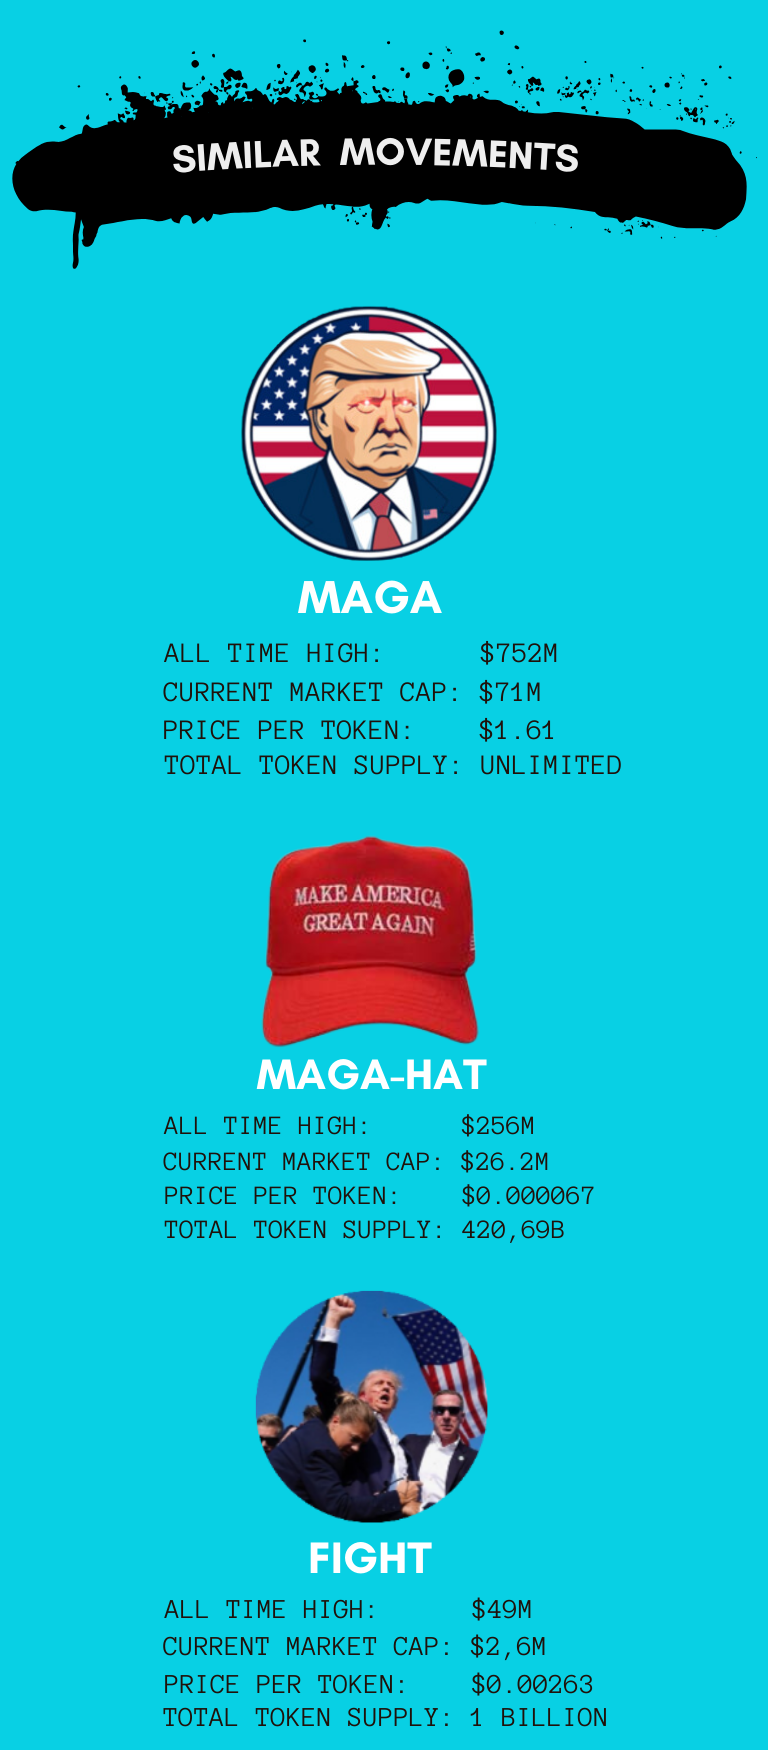 SIMILAR MOVEMENTS
MAGA
ALL TIME HIGH: $752M
CURRENT MARKET CAP: $71M
PRICE PER TOKEN: $1.61
TOTAL TOKEN SUPPLY: UNLIMITED
MAKE AMERICA
GREAT AGAIN
MAGA-HAT
ALL TIME HIGH: $256M
CURRENT MARKET CAP: $26.2M
PRICE PER TOKEN: $0.000067
TOTAL TOKEN SUPPLY: 420,69B
FIGHT
ALL TIME HIGH: $49M
CURRENT MARKET CAP: $2,6M
PRICE PER TOKEN: $0.00263
TOTAL TOKEN SUPPLY: 1 BILLION